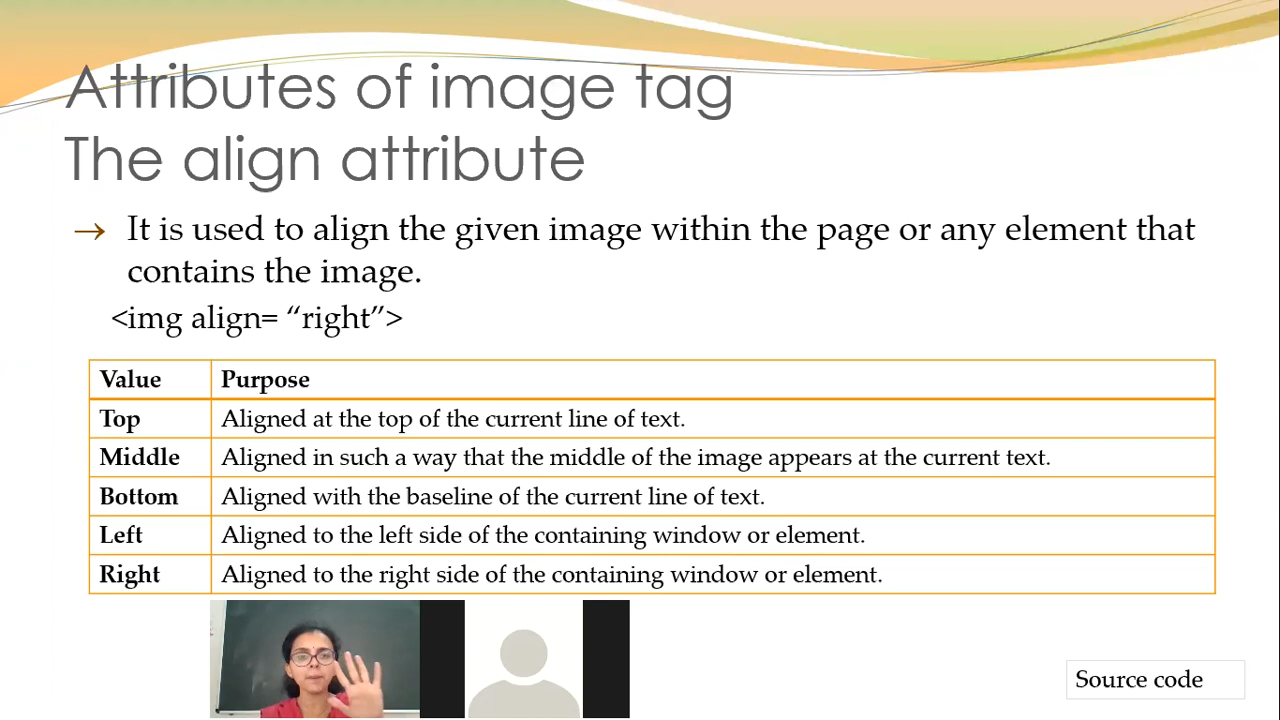 Attributes of image tag
The align attribute
→ It is used to align the given image within the page or any element that
contains the image.
<img align= “right”>
Value Purpose
Top Aligned at the top of the current line of text.
Middle Aligned in such a way that the middle of the image appears at the current text.
Bottom Aligned with the baseline of the current line of text.
Left Aligned to the left side of the containing window or element.
Right Aligned to the right side of the containing window or element.
Source code